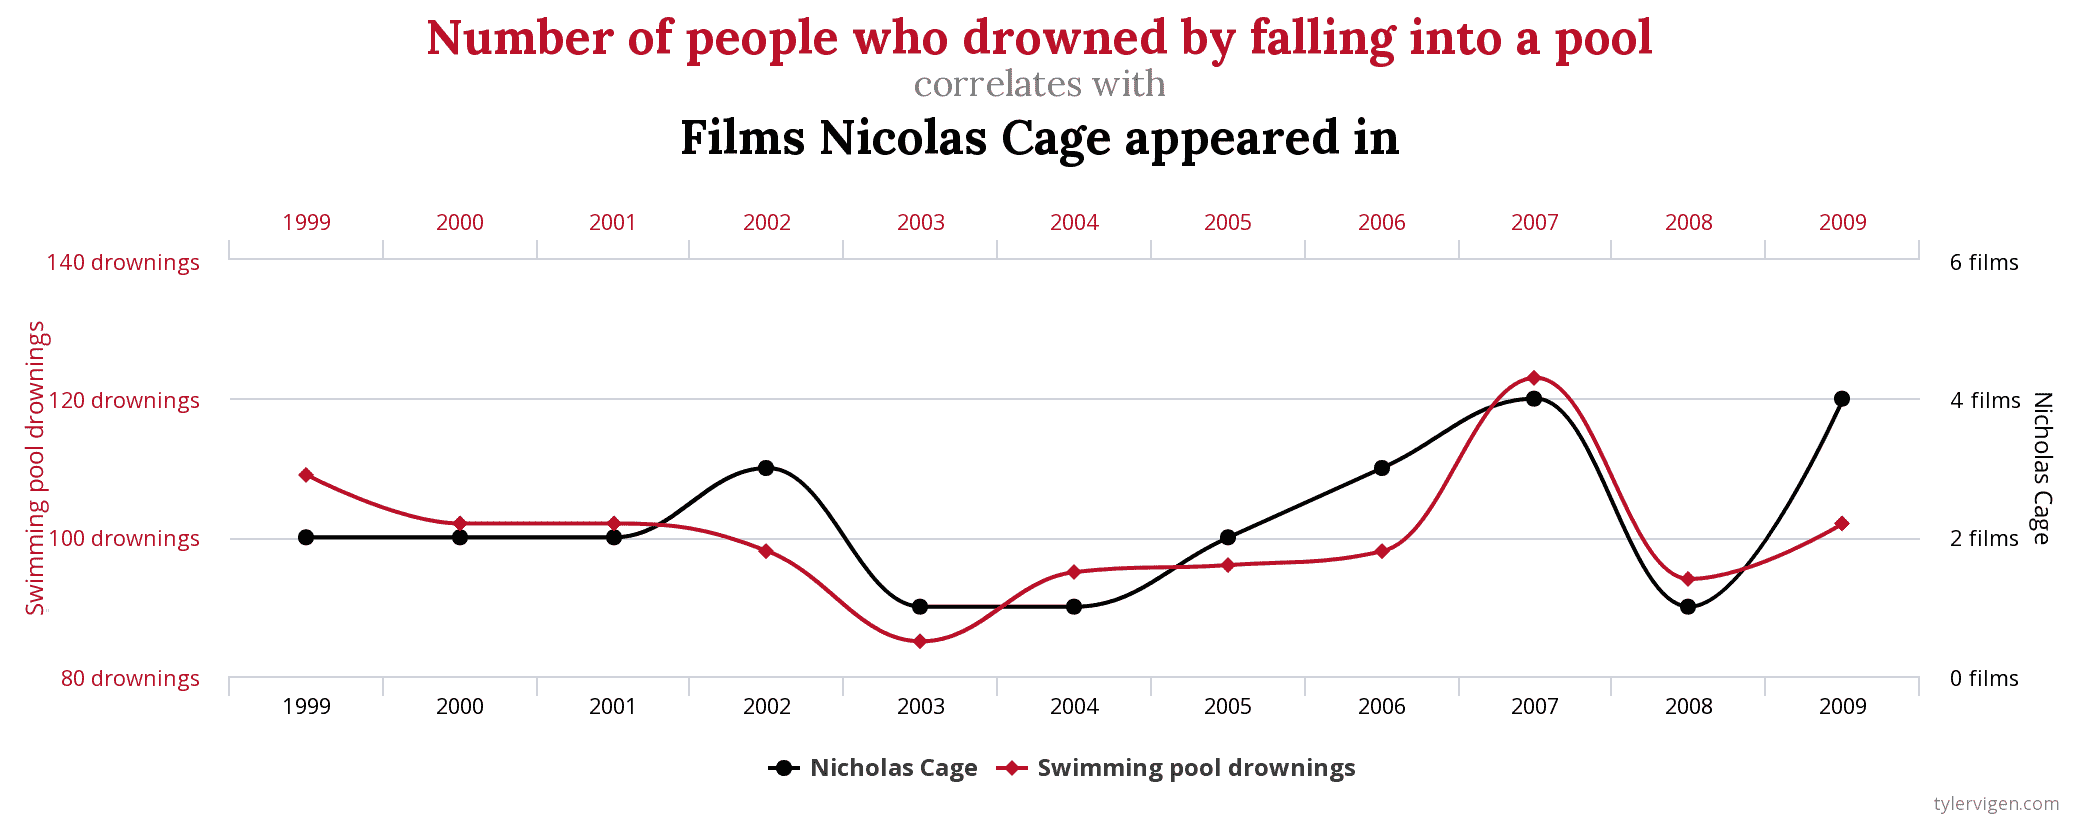 Number of people who drowned by falling into a pool
correlates with
Films Nicolas Cage appeared in
1999 2000 2001 2002 2003 2004 2005 2006 2007 2008 2009
140 drownings
120 drownings
100 drownings
80 drownings
Swimming pool drownings
6 films
4 films
2 films
0 films
Nicholas Cage
1999 2000 2001 2002 2003 2004 2005 2006 2007 2008 2009
Nicholas Cage Swimming pool drownings
tylervigen.com